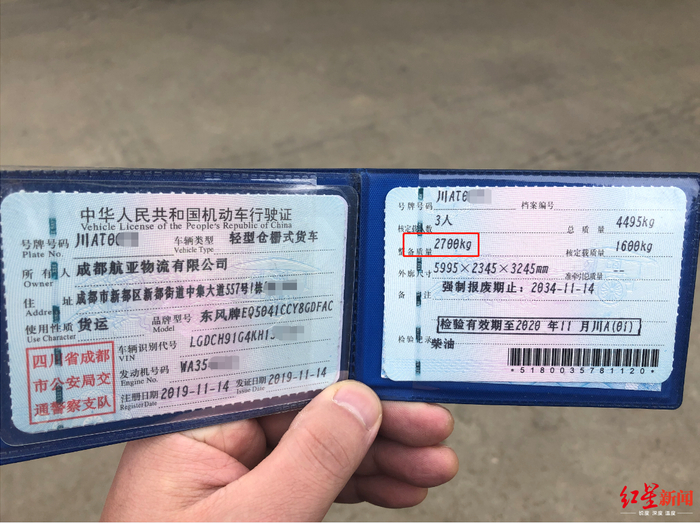 中华人民共和国机动车行驶证
Vehicle License of the People's Republic of China
号牌号码 川AT0 车辆类型 轻型仓栅式货车
Plate No. Vehicle Type
所有人 成都航亚物流有限公司
Owner
住址 成都市新都区新都街道中集大道557号1栋
Address
使用性质 货运 品牌型号 东风牌EQ5041CCY8GDFAC
Use Character Model
车辆识别代号 LGDCH91G4KH1
VIN
发动机号码 WA35
Engine No.
注册日期 2019-11-14 发证日期 2019-11-14
Register Date Issue Date
四川省成都
市公安局交
通警察支队
号牌号码 川AT0 档案编号
核定载人数 3人 总质量 4495kg
整备质量 2700kg 核定载质量 1600kg
外廓尺寸 5995×2345×3245mm 准牵引总质量 --
强制报废期止：2034-11-14
检验有效期至2020年11月川A(01)
检验记录
柴油
*5180035781120*
红星新闻
锐度 深度 温度